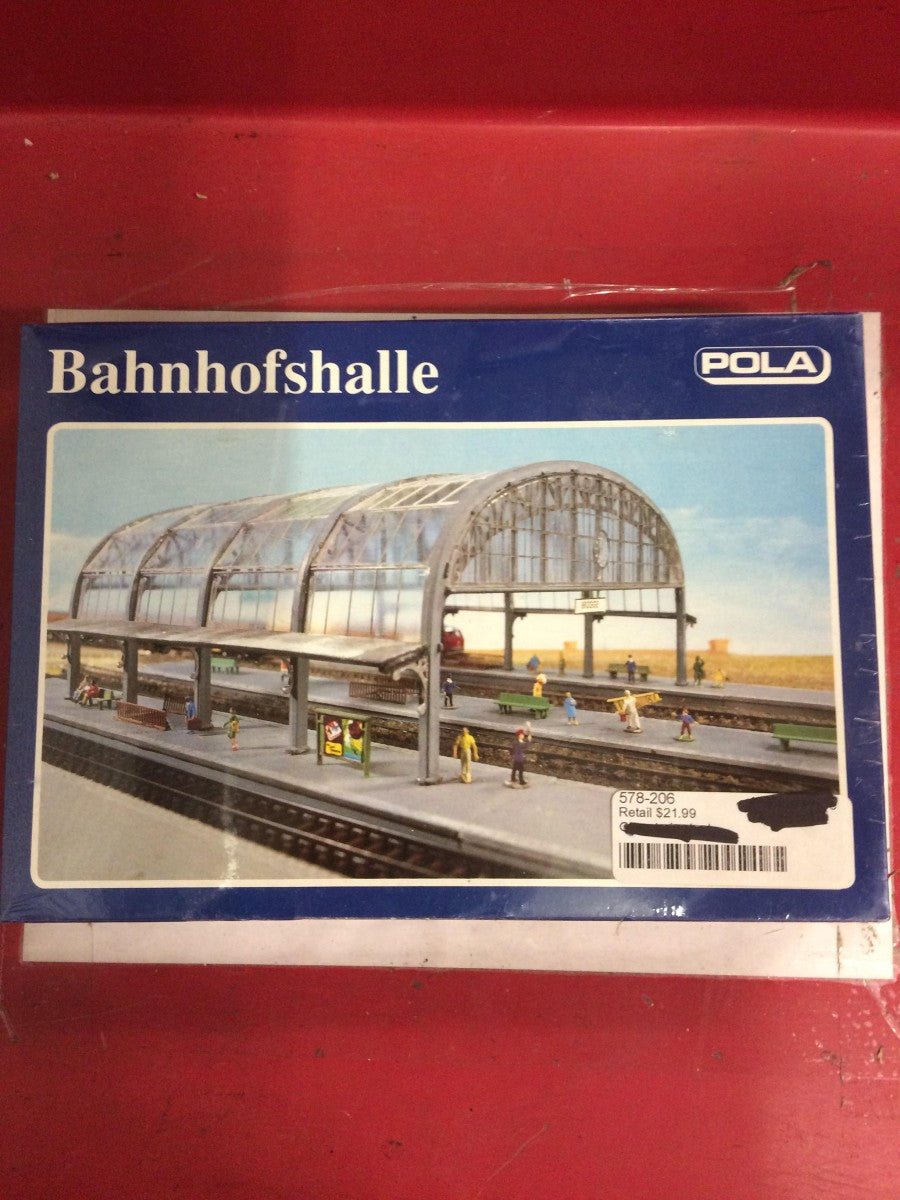 Bahnhofshalle
POLA
578-206
Retail $21.99